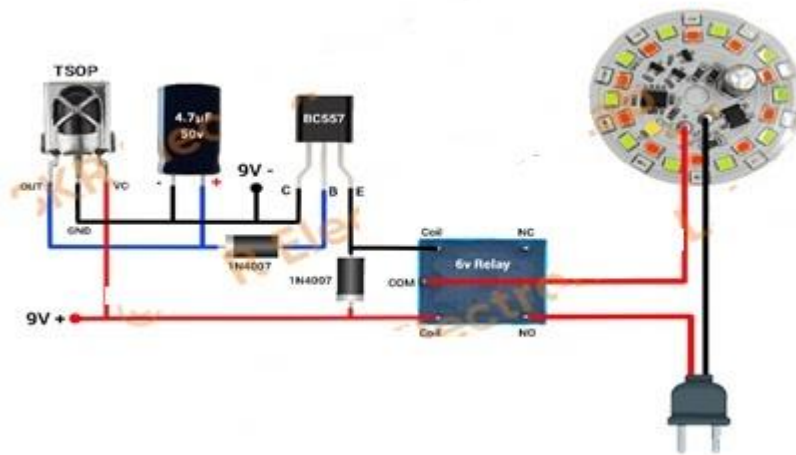 TSOP
4.7µF
50v
BC557
9V -
C
B
E
OUT
VC
-
+
GND
1N4007
1N4007
Coil
NC
6v Relay
COM
9V +
Coil
NO